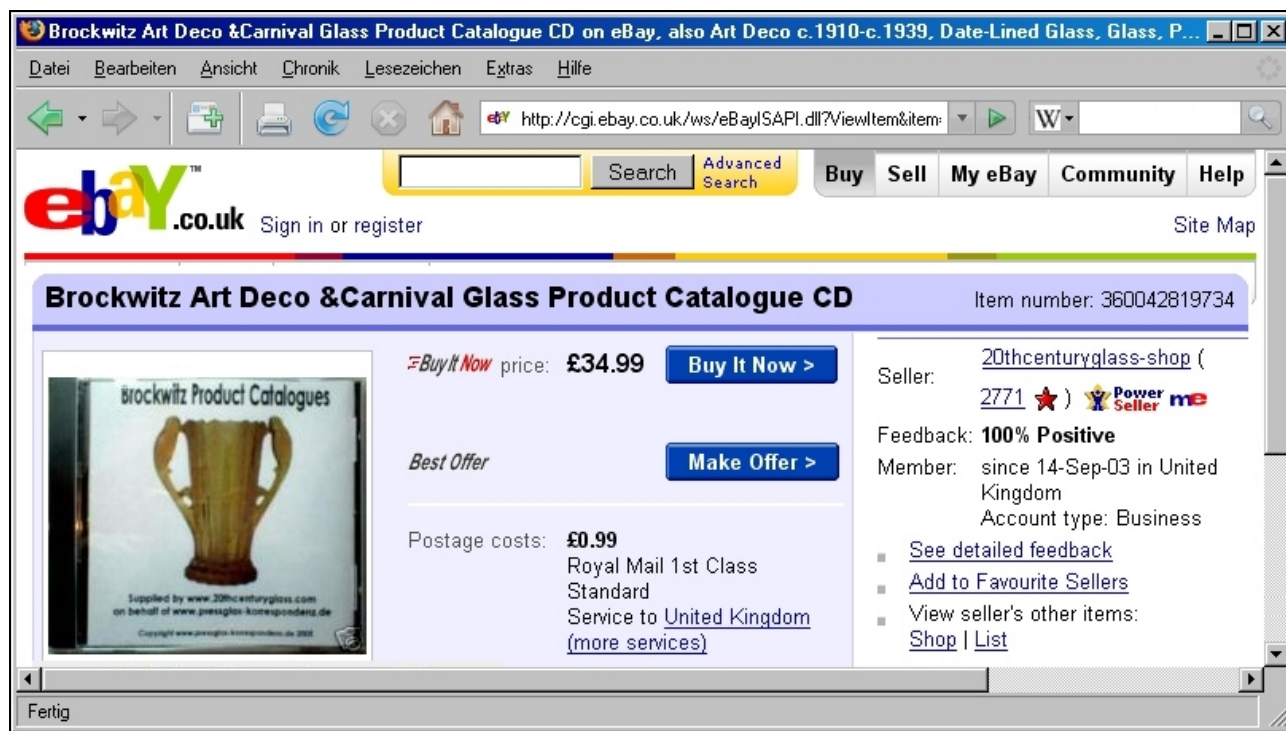 Brockwitz Art Deco &Carnival Glass Product Catalogue CD on eBay, also Art Deco c.1910-c.1939, Date-Lined Glass, Glass, P...
Datei Bearbeiten Ansicht Chronik Lesezeichen Extras Hilfe
http://cgi.ebay.co.uk/ws/eBayISAPI.dll?ViewItem&item W
Search Advanced Search Buy Sell My eBay Community Help
ebaY™.co.uk Sign in or register Site Map
Brockwitz Art Deco &Carnival Glass Product Catalogue CD Item number: 360042819734
Brockwitz Product Catalogues
Supplied by www.20thcenturyglass.com
on behalf of www.pressglas-korrespondenz.de
Copyright www.pressglas-korrespondenz.de
Buy It Now price: £34.99 Buy It Now >
Best Offer Make Offer >
Postage costs: £0.99
Royal Mail 1st Class
Standard
Service to United Kingdom
(more services)
Seller: 20thcenturyglass-shop (
2771 ) Power Seller me
Feedback: 100% Positive
Member: since 14-Sep-03 in United
Kingdom
Account type: Business
See detailed feedback
Add to Favourite Sellers
View seller's other items:
Shop | List
Fertig